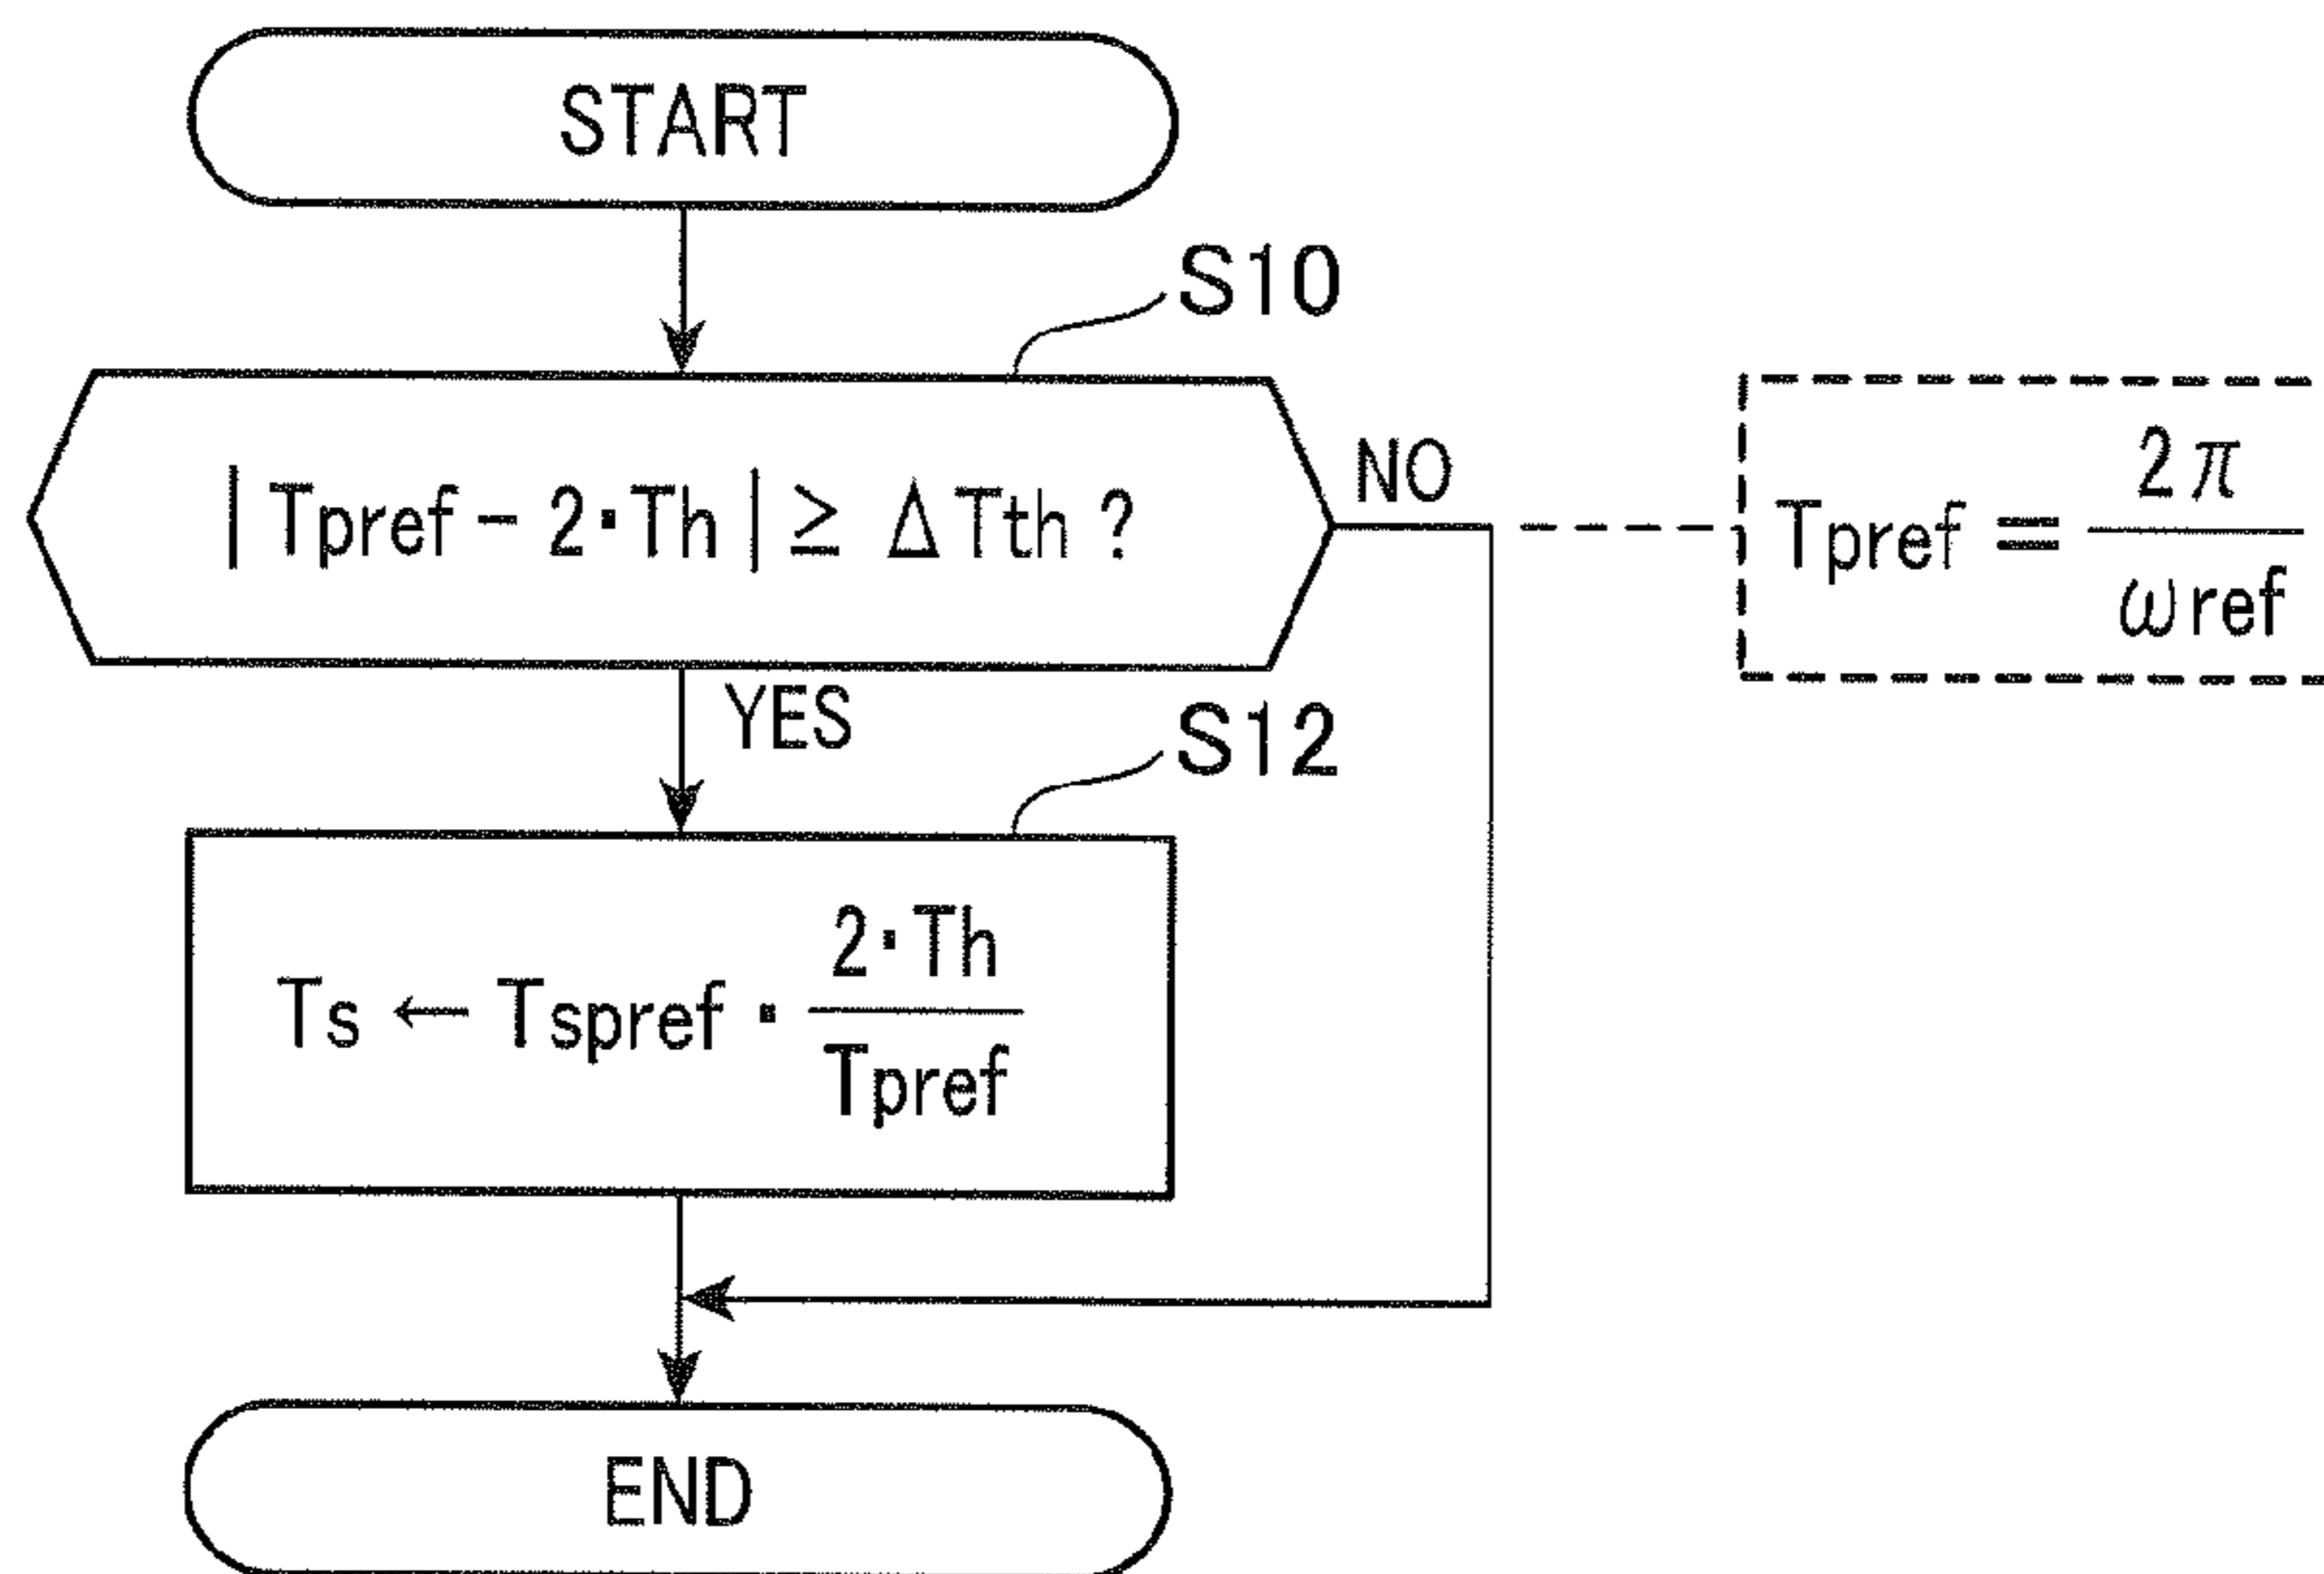 START
S10
| Tpref - 2・Th | ≧ ΔTth ?
NO
Tpref = 2π / ωref
YES
S12
Ts ← Tspref ・ 2・Th / Tpref
END